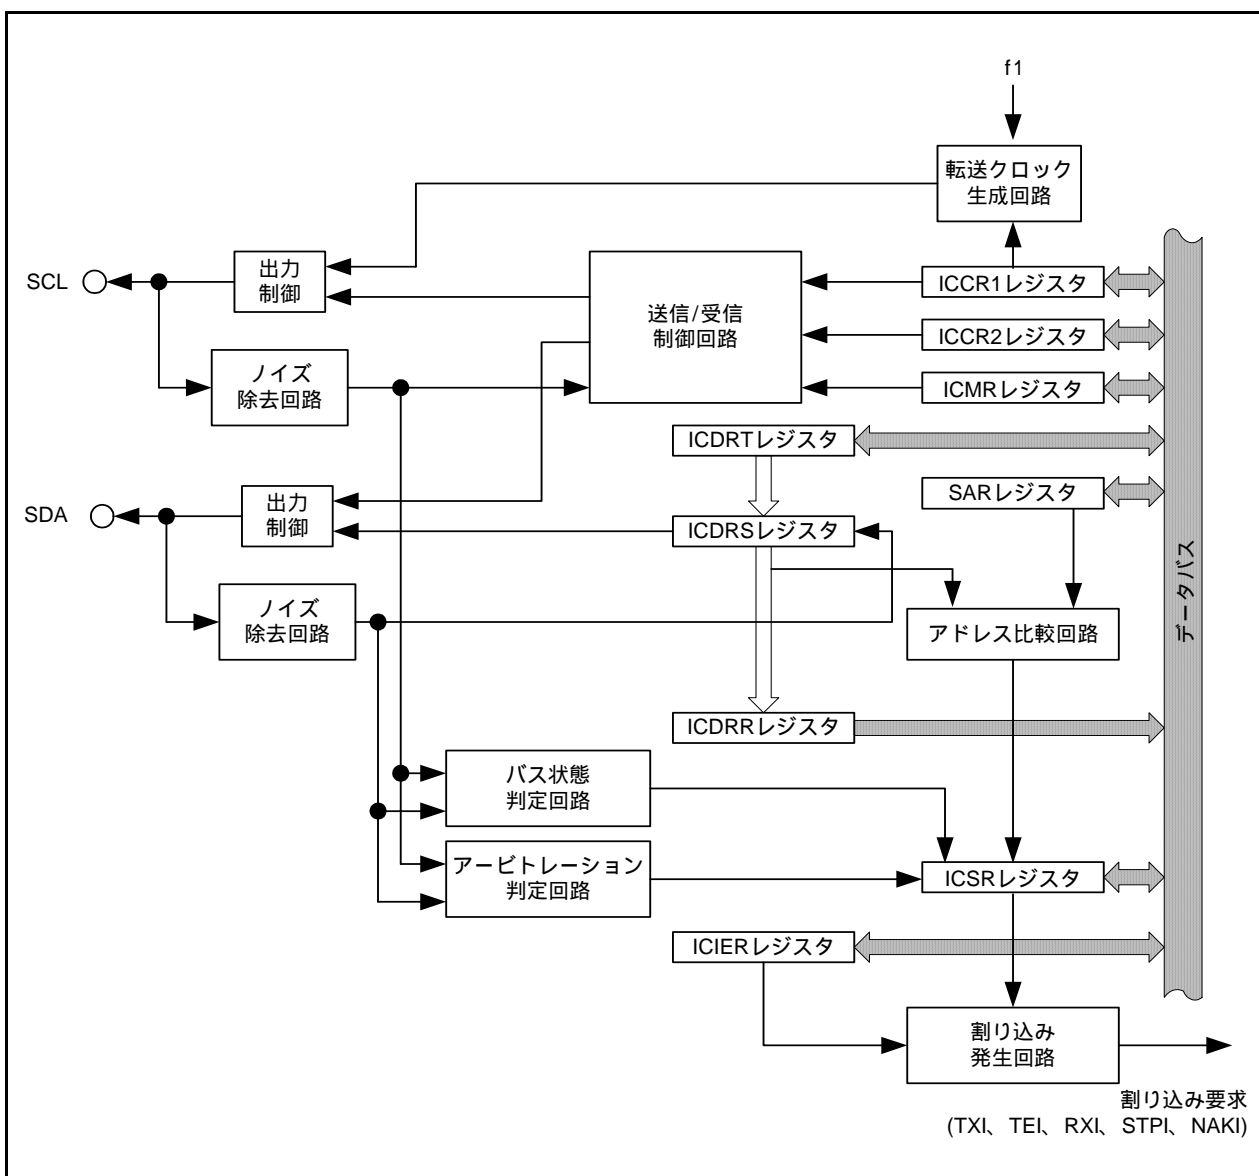 f1
転送クロック
生成回路
SCL
出力
制御
送信/受信
制御回路
ICCR1レジスタ
ICCR2レジスタ
ノイズ
除去回路
ICMRレジスタ
ICDRTレジスタ
SDA
出力
制御
SARレジスタ
ICDRSレジスタ
データバス
ノイズ
除去回路
アドレス比較回路
ICDRRレジスタ
バス状態
判定回路
アービトレーション
判定回路
ICSRレジスタ
ICIERレジスタ
割り込み
発生回路
割り込み要求
(TXI、TEI、RXI、STPI、NAKI)